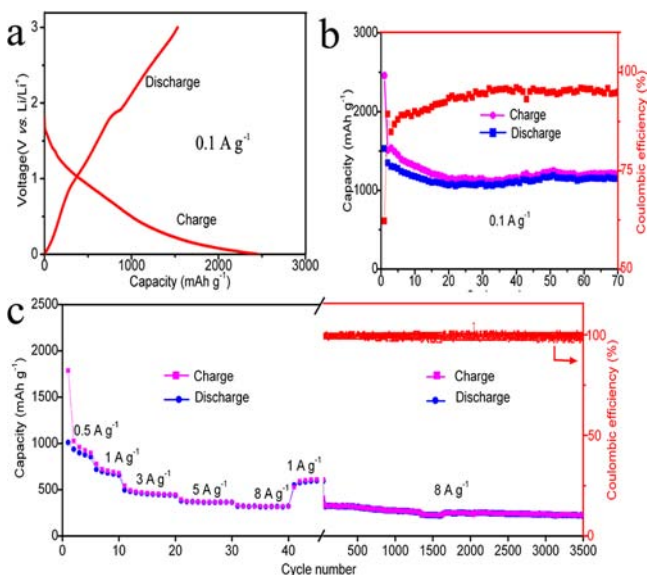 a
3
2
1
0
Voltage(V vs. Li/Li⁺)
Discharge
0.1 A g⁻¹
Charge
0 1000 2000 3000
Capacity (mAh g⁻¹)
b
3000
2500
2000
1500
1000
500
0
Capacity (mAh g⁻¹)
Charge
Discharge
0.1 A g⁻¹
100
75
50
Coulombic efficiency (%)
0 10 20 30 40 50 60 70
c
2500
2000
1500
1000
500
0
Capacity (mAh g⁻¹)
Charge
Discharge
0.5 A g⁻¹
1 A g⁻¹
3 A g⁻¹
5 A g⁻¹
8 A g⁻¹
1 A g⁻¹
Charge
Discharge
8 A g⁻¹
100
50
0
Coulombic efficiency (%)
0 10 20 30 40 500 1000 1500 2000 2500 3000 3500
Cycle number